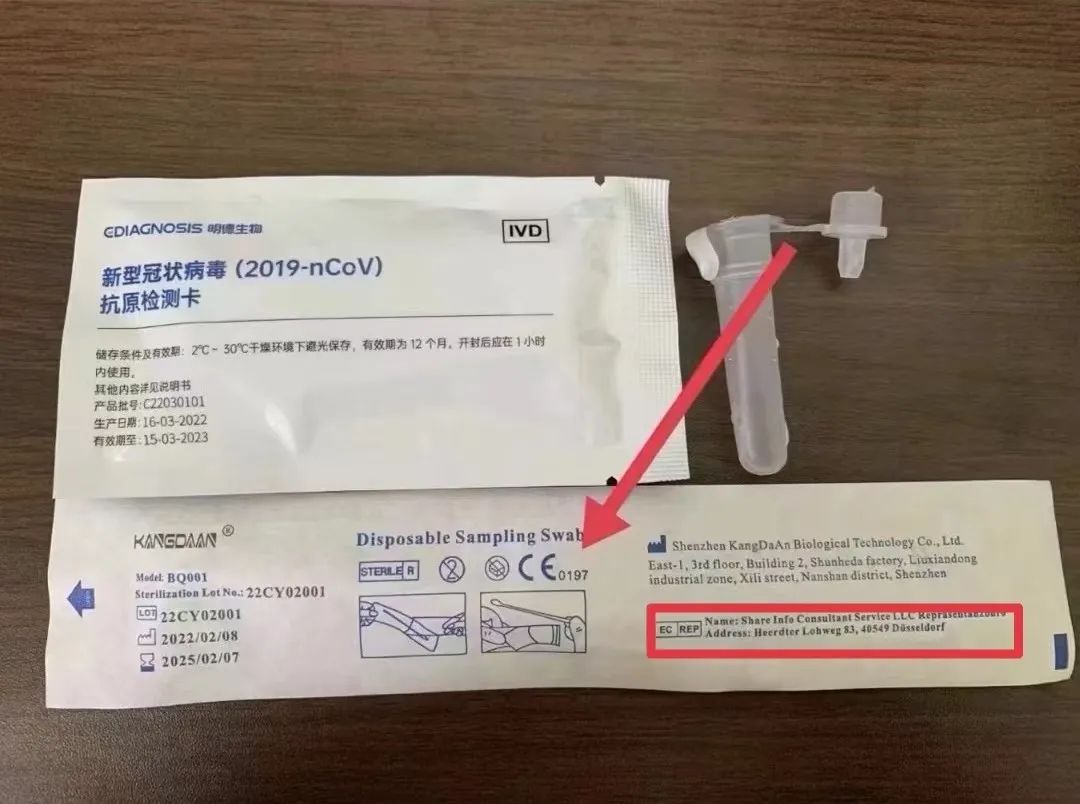 EDIAGNOSIS 明德生物
IVD
新型冠状病毒（2019-nCoV）
抗原检测卡
储存条件及有效期：2℃~30℃干燥环境下避光保存，有效期为12个月。开封后应在1小时
内使用。
其他内容详见说明书
产品批号:C22030101
生产日期:16-03-2022
有效期至:15-03-2023
KANGDAAN®
Model: BQ001
Sterilization Lot No.: 22CY02001
LOT 22CY02001
2022/02/08
2025/02/07
Disposable Sampling Swab
STERILE R
2
CE 0197
Shenzhen KangDaAn Biological Technology Co., Ltd.
East-1, 3rd floor, Building 2, Shanheda factory, Liuxiandong
industrial zone, Xili street, Nanshan district, Shenzhen
EC REP
Name: Share Info Consultant Service LLC Repräsentanzbüro
Address: Heerdter Lohweg 83, 40549 Düsseldorf